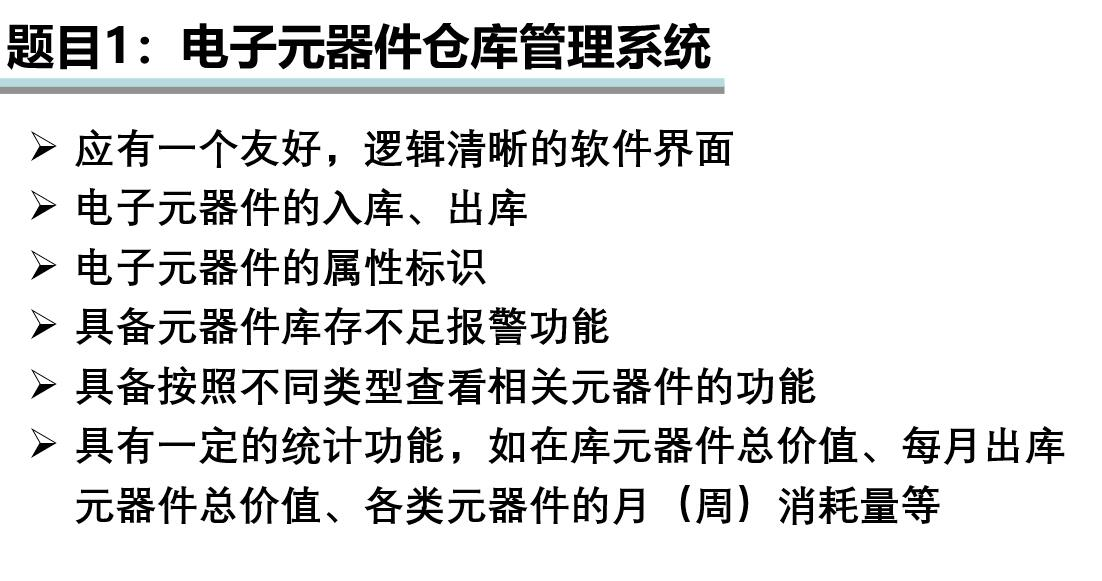 题目1：电子元器件仓库管理系统
➢ 应有一个友好，逻辑清晰的软件界面
➢ 电子元器件的入库、出库
➢ 电子元器件的属性标识
➢ 具备元器件库存不足报警功能
➢ 具备按照不同类型查看相关元器件的功能
➢ 具有一定的统计功能，如在库元器件总价值、每月出库
元器件总价值、各类元器件的月（周）消耗量等